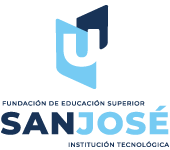 U
FUNDACIÓN DE EDUCACIÓN SUPERIOR
SANJOSÉ
INSTITUCIÓN TECNOLÓGICA